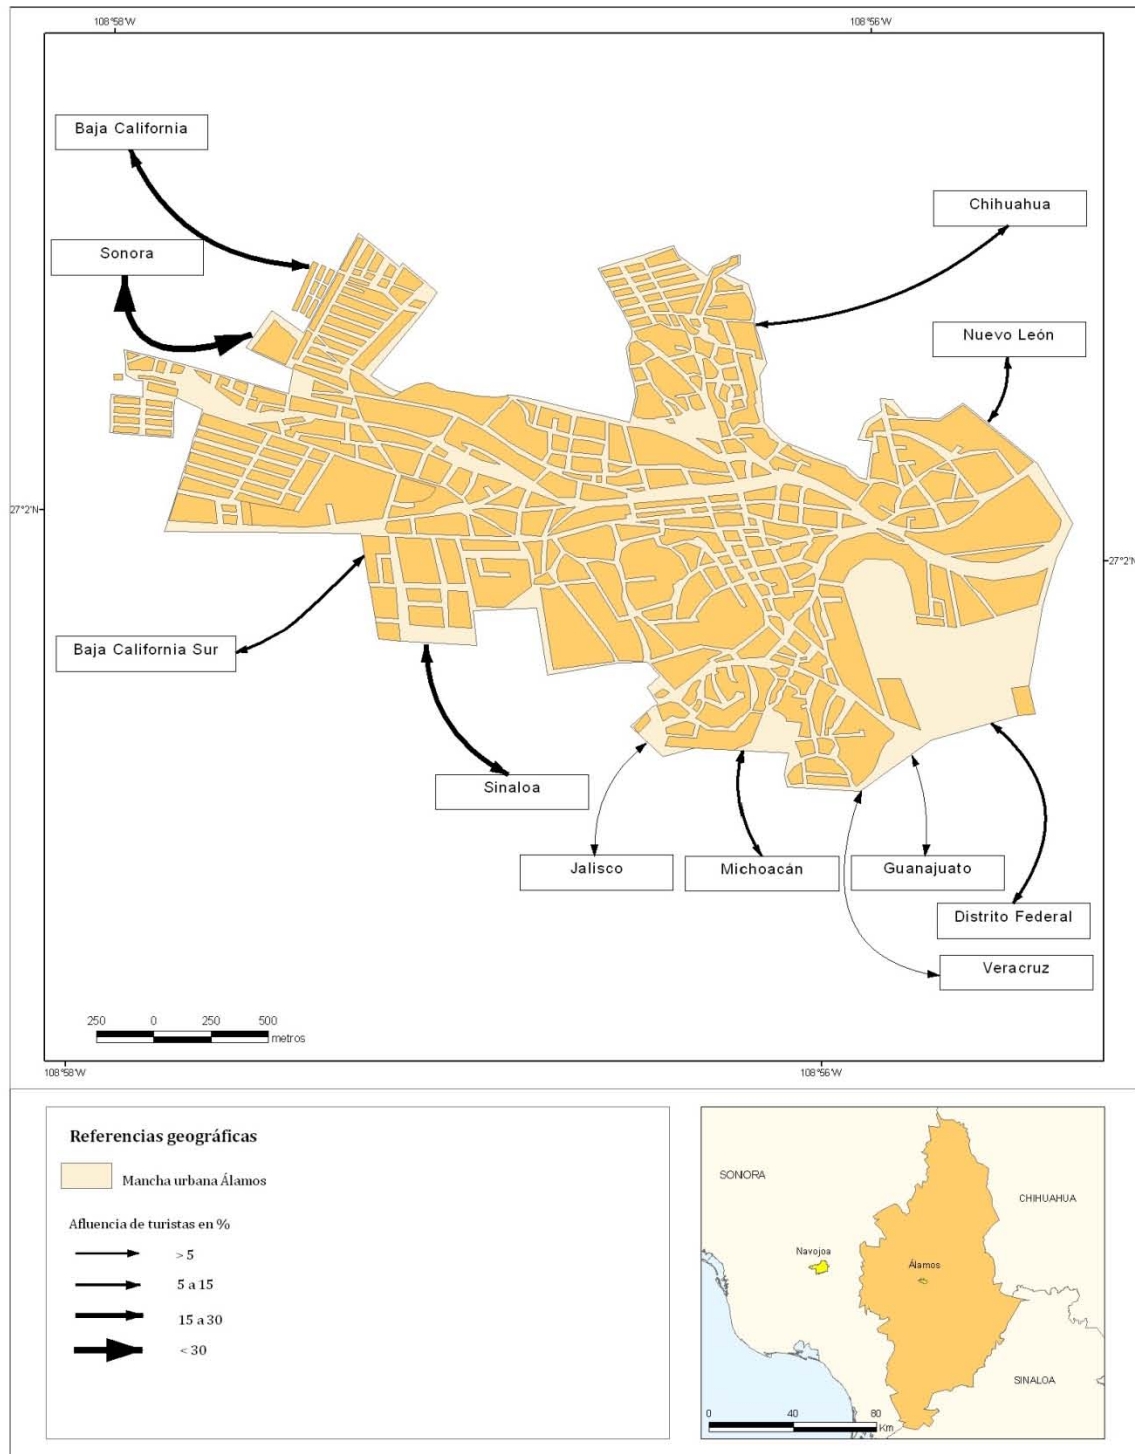 108°58'W
108°56'W
Baja California
Chihuahua
Sonora
Nuevo León
27°2'N
27°2'N
Baja California Sur
Sinaloa
Jalisco
Michoacán
Guanajuato
Distrito Federal
Veracruz
250 0 250 500
metros
108°58'W
108°56'W
Referencias geográficas
Mancha urbana Álamos
Afluencia de turistas en %
> 5
5 a 15
15 a 30
< 30
SONORA
CHIHUAHUA
Navojoa
Álamos
SINALOA
0 40 80
Km